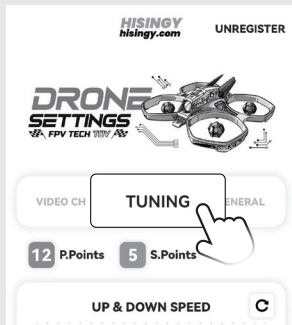 HISINGY
hisingy.com
UNREGISTER
DRONE
SETTINGS
FPV TECH TOY
VIDEO CH
TUNING
ENERAL
12 P.Points 5 S.Points
UP & DOWN SPEED